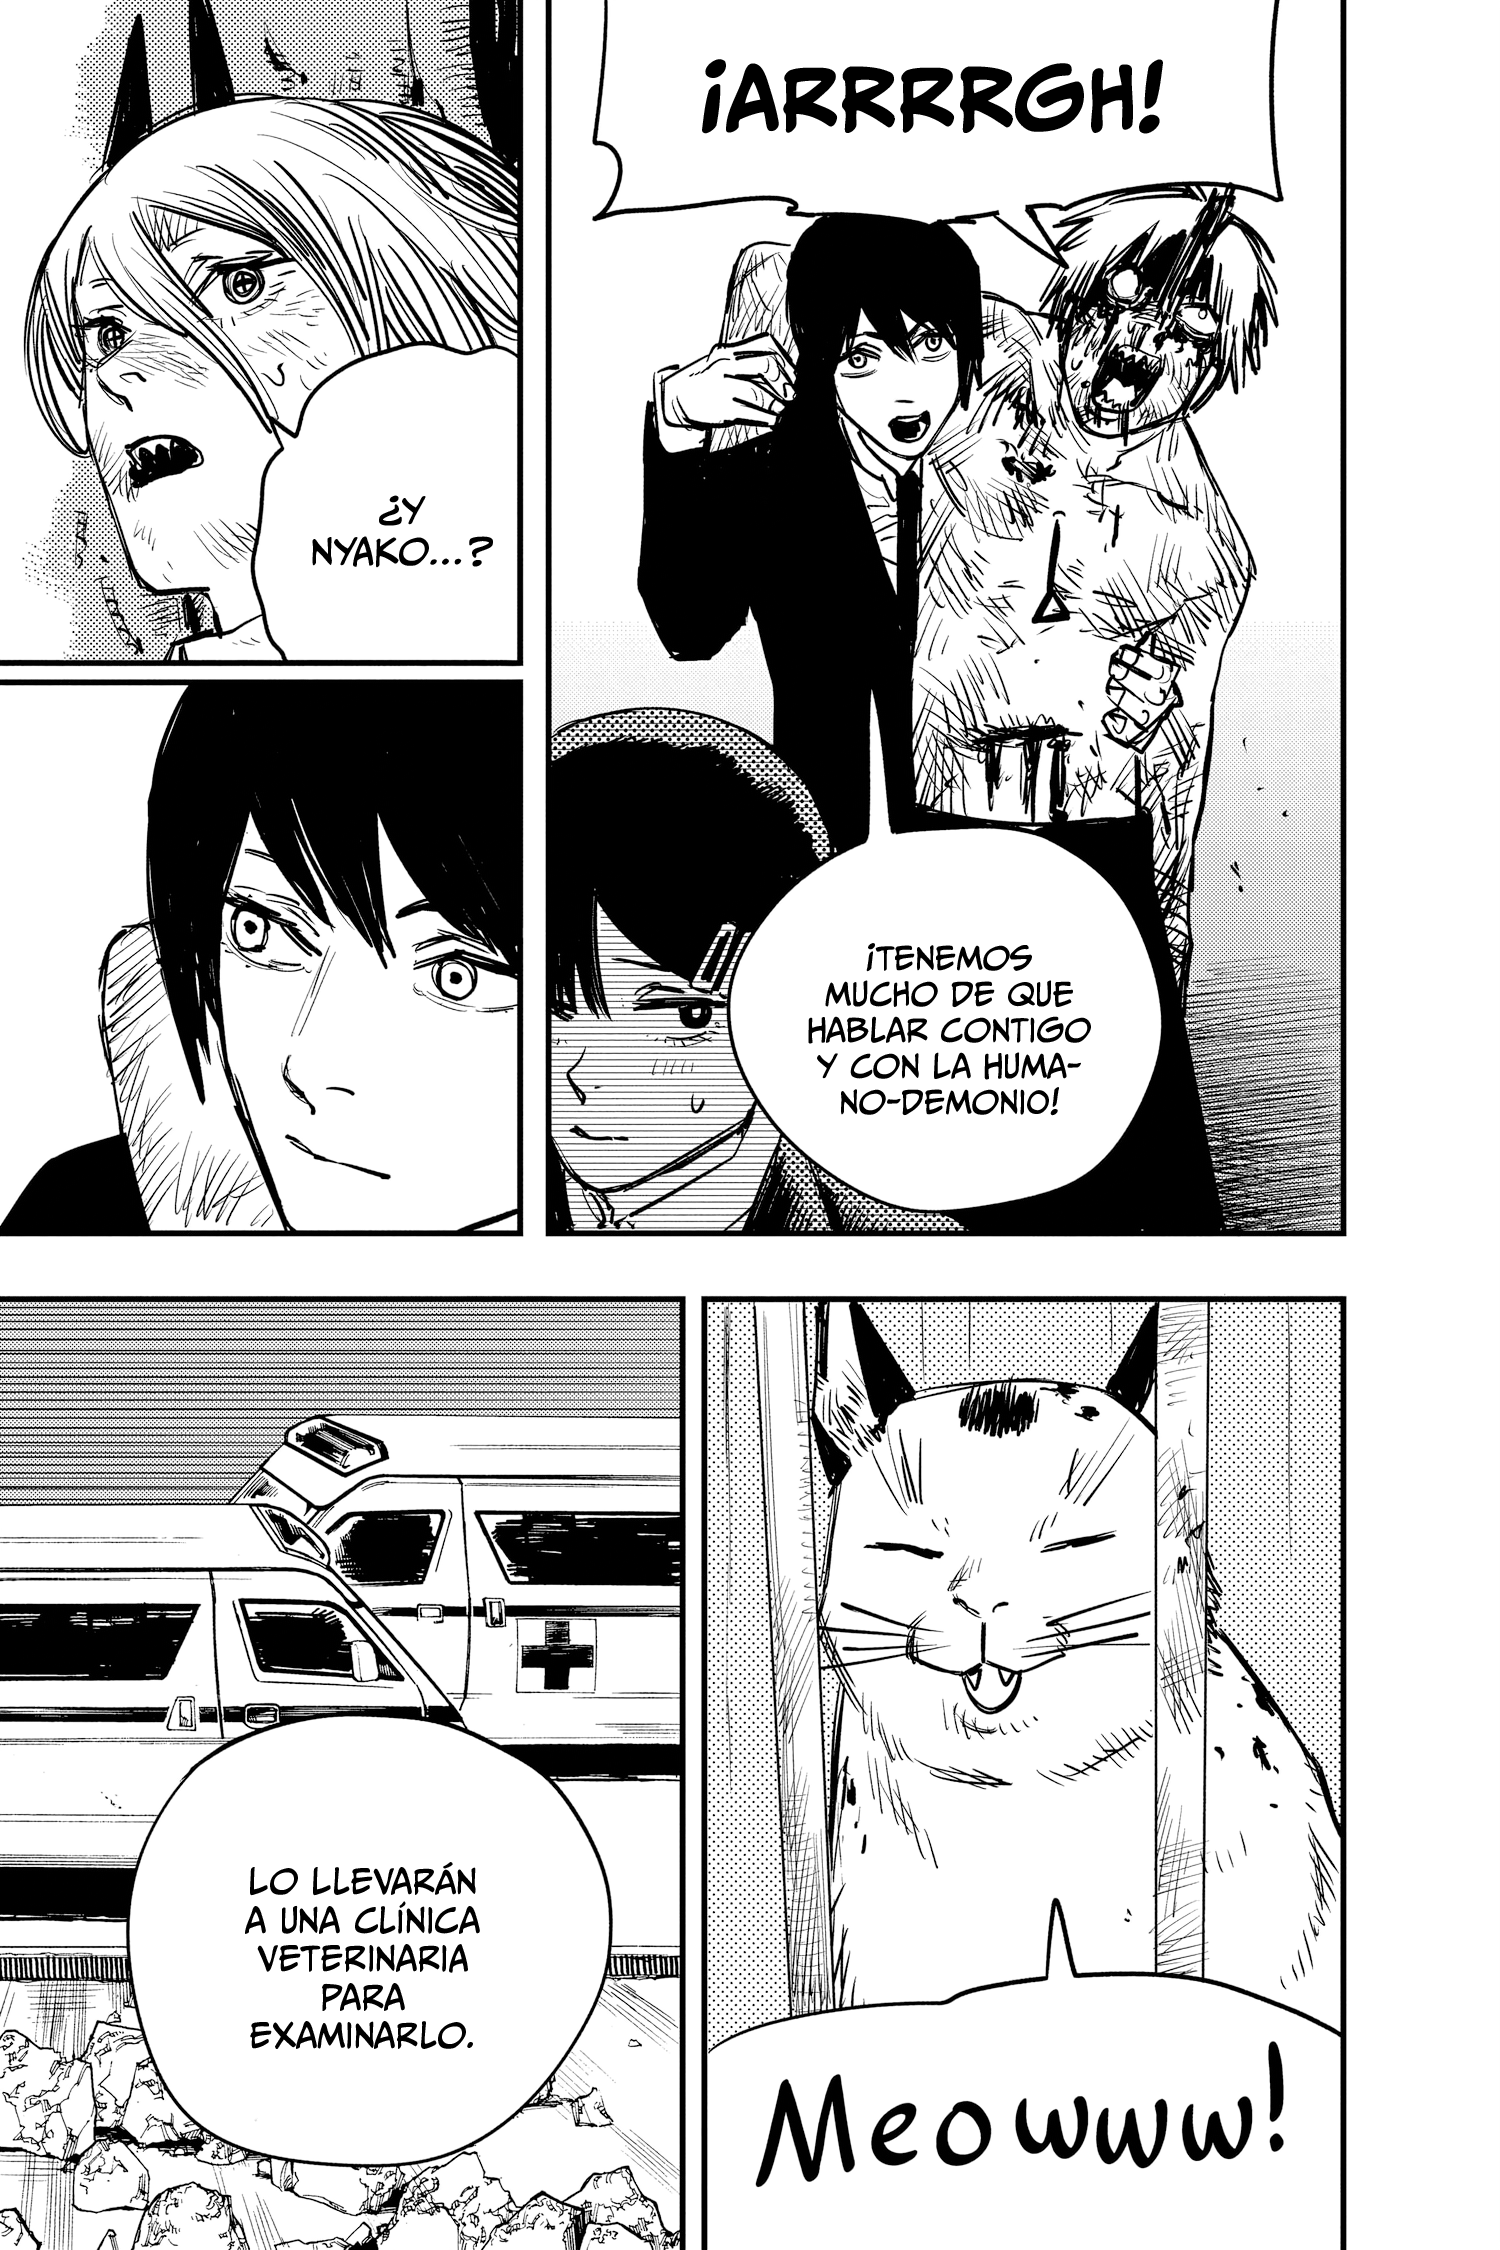 ¡ARRRRGH!
¡TENEMOS
MUCHO DE QUE
HABLAR CONTIGO
Y CON LA HUMA-
NO-DEMONIO!
¿Y
NYAKO...?
Meowww!
LO LLEVARÁN
A UNA CLÍNICA
VETERINARIA
PARA
EXAMINARLO.